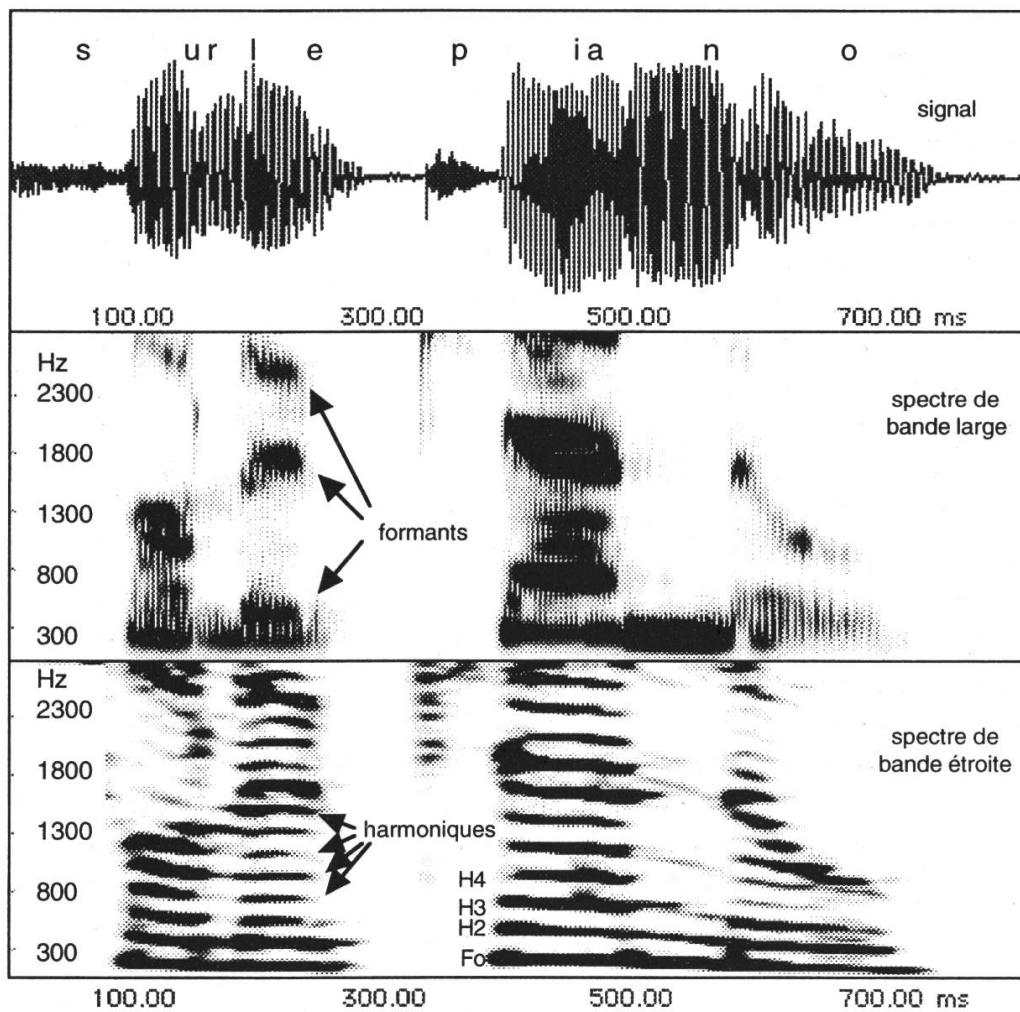 s ur l e p ia n o
signal
100.00 300.00 500.00 700.00 ms
Hz
2300
1800
1300
800
300
spectre de
bande large
formants
Hz
2300
1800
1300
800
300
spectre de
bande étroite
harmoniques
H4
H3
H2
Fo
100.00 300.00 500.00 700.00 ms